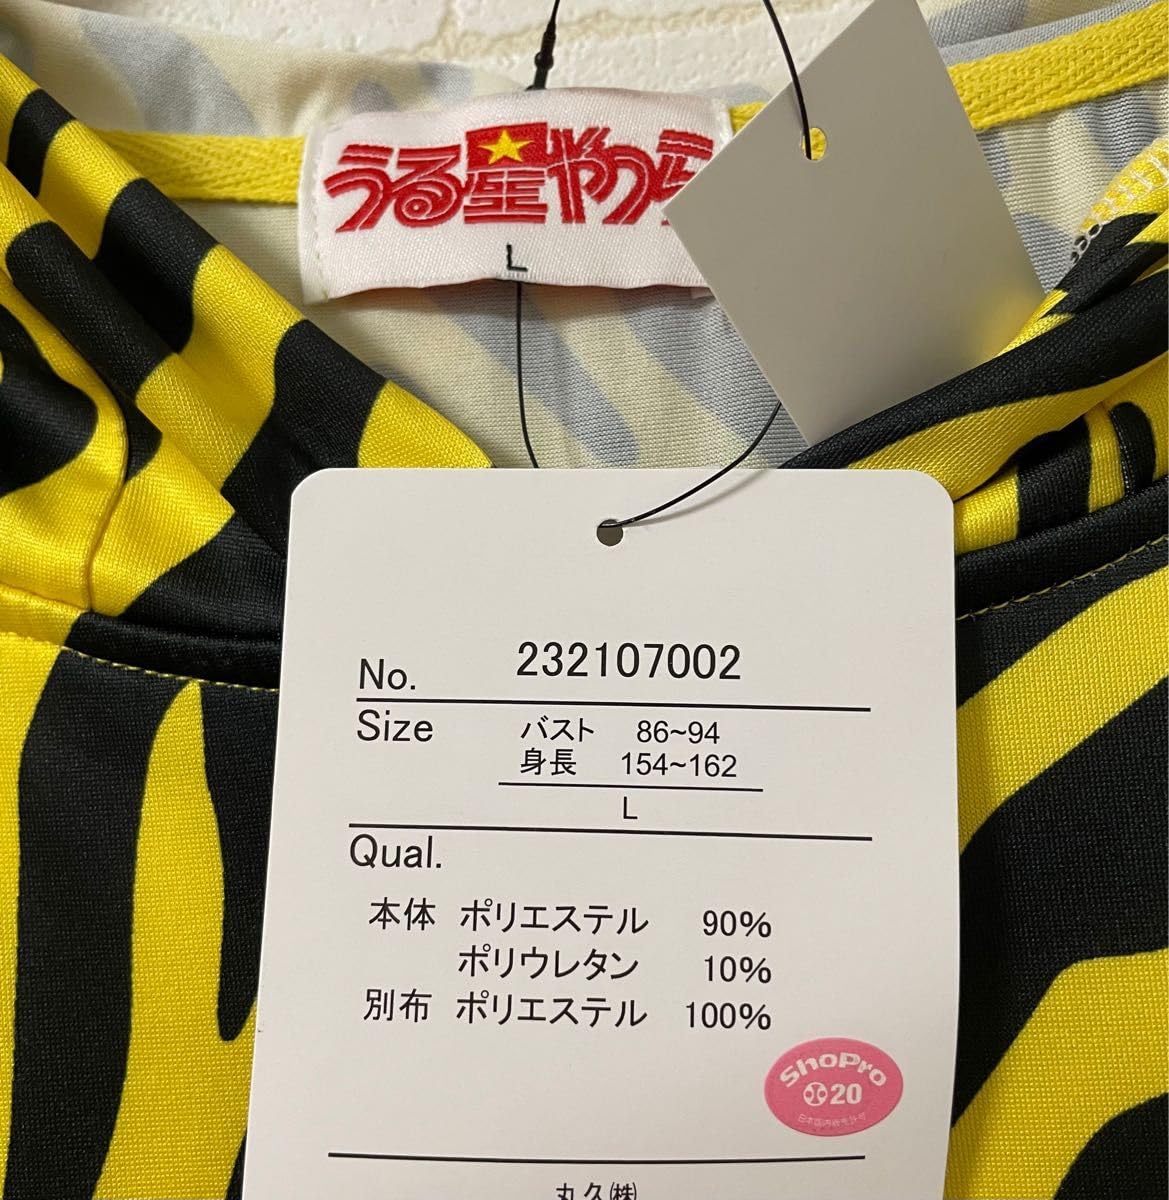 うる星やつら
L
No. 232107002
Size バスト 86~94
身長 154~162
L
Qual.
本体 ポリエステル 90%
ポリウレタン 10%
別布 ポリエステル 100%
ShoPro
20
丸久㈱